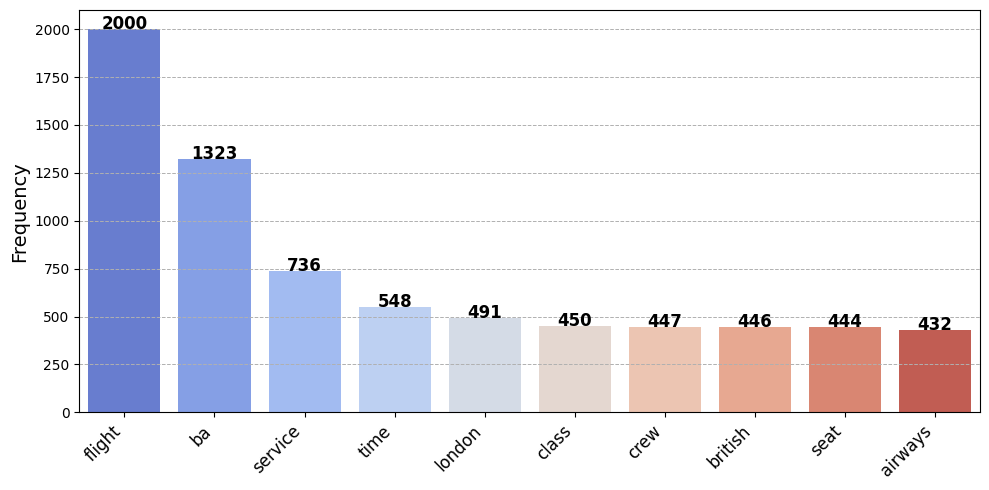 Frequency
2000
1750
1500
1250
1000
750
500
250
0
2000
1323
736
548
491
450
447
446
444
432
flight
ba
service
time
london
class
crew
british
seat
airways